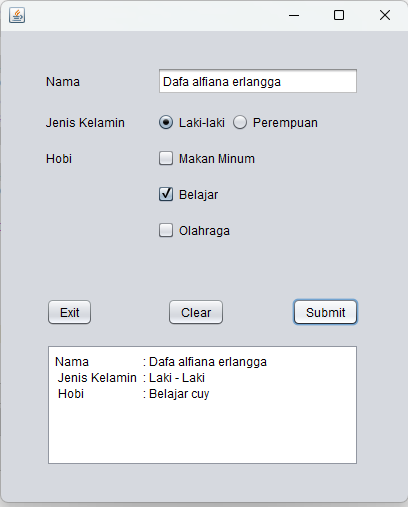 Nama Dafa alfiana erlangga
Jenis Kelamin Laki-laki Perempuan
Hobi Makan Minum
Belajar
Olahraga
Exit Clear Submit
Nama : Dafa alfiana erlangga
Jenis Kelamin : Laki - Laki
Hobi : Belajar cuy